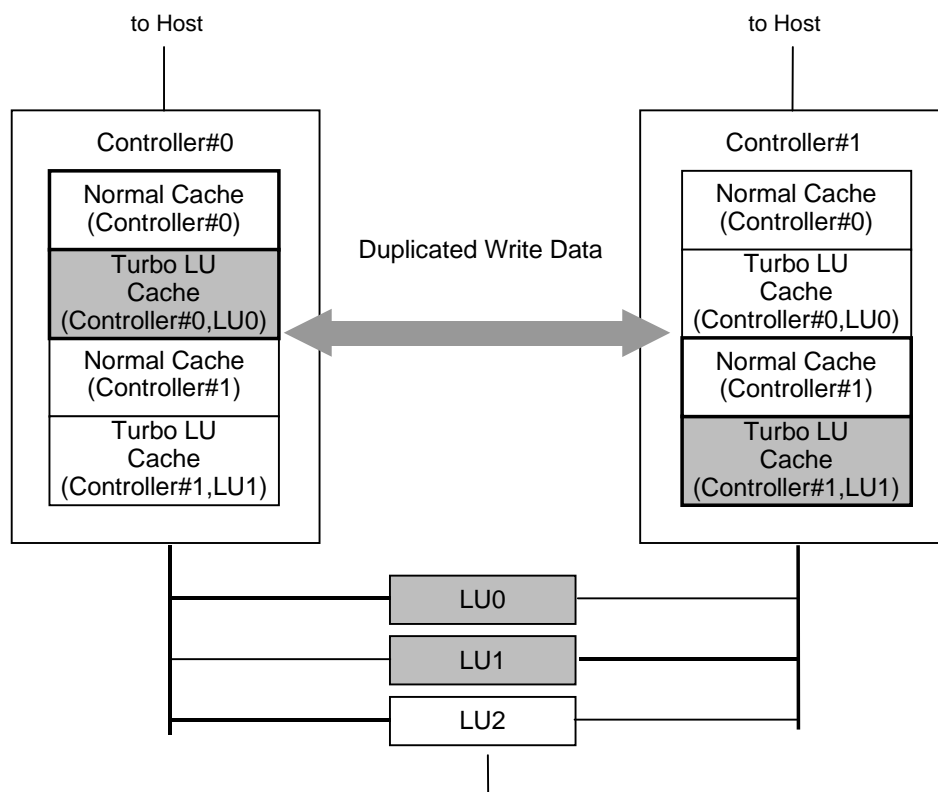 to Host
to Host
Controller#0
Normal Cache
(Controller#0)
Turbo LU
Cache
(Controller#0,LU0)
Normal Cache
(Controller#1)
Turbo LU
Cache
(Controller#1,LU1)
Duplicated Write Data
Controller#1
Normal Cache
(Controller#0)
Turbo LU
Cache
(Controller#0,LU0)
Normal Cache
(Controller#1)
Turbo LU
Cache
(Controller#1,LU1)
LU0
LU1
LU2